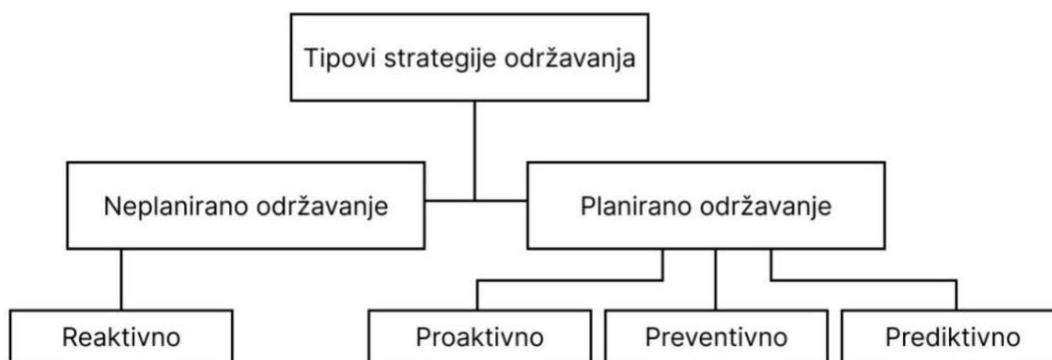 Tipovi strategije održavanja
Neplanirano održavanje
Planirano održavanje
Reaktivno
Proaktivno
Preventivno
Prediktivno